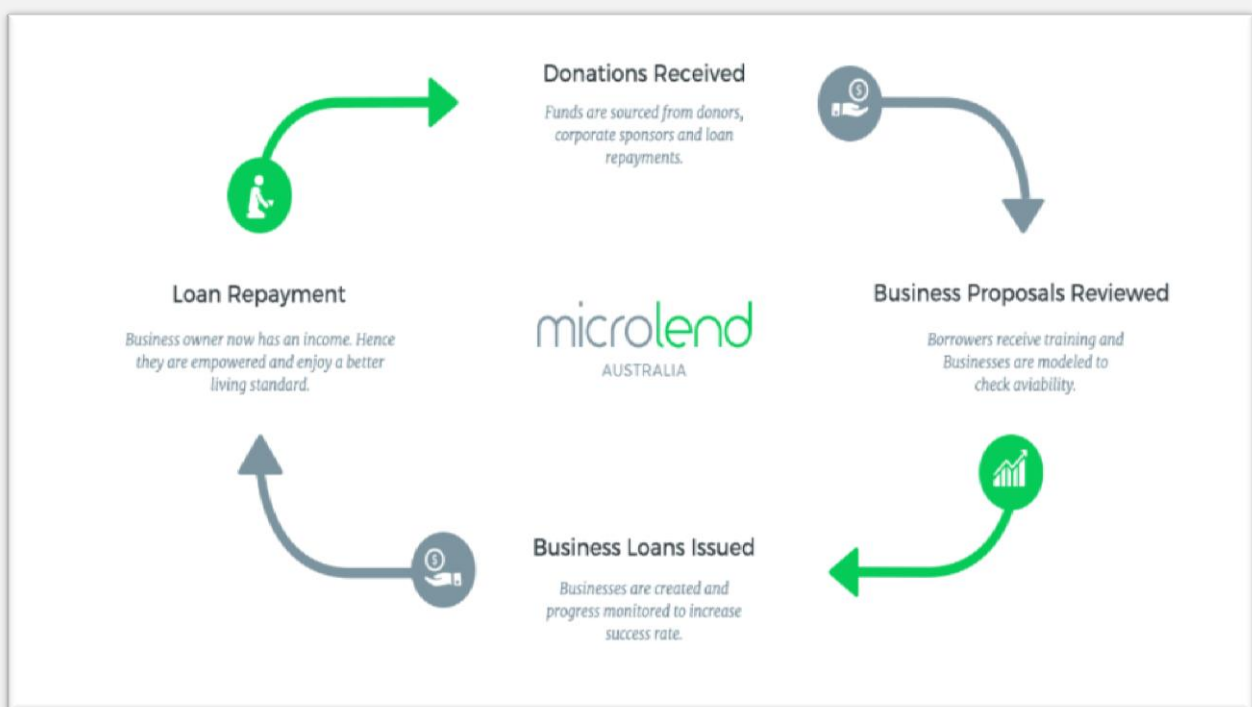 Donations Received
Funds are sourced from donors,
corporate sponsors and loan
repayments.
Business Proposals Reviewed
Borrowers receive training and
Businesses are modeled to
check aviability.
Business Loans Issued
Businesses are created and
progress monitored to increase
success rate.
Loan Repayment
Business owner now has an income. Hence
they are empowered and enjoy a better
living standard.
microlend
AUSTRALIA